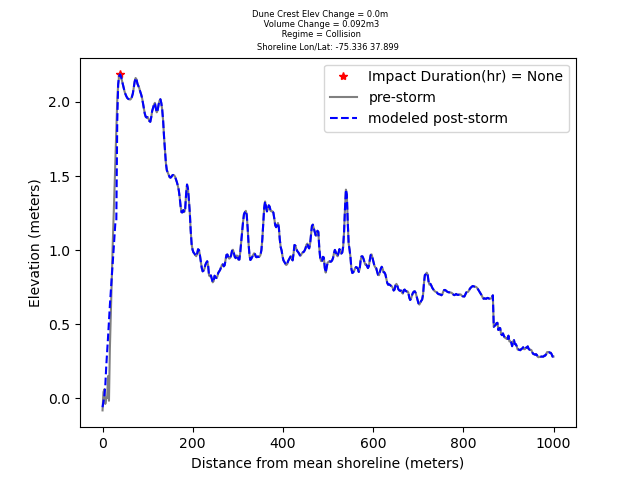 Dune Crest Elev Change = 0.0m
Volume Change = 0.092m3
Regime = Collision
Shoreline Lon/Lat: -75.336 37.899
Impact Duration(hr) = None
pre-storm
modeled post-storm
2.0
1.5
1.0
0.5
0.0
Elevation (meters)
0 200 400 600 800 1000
Distance from mean shoreline (meters)